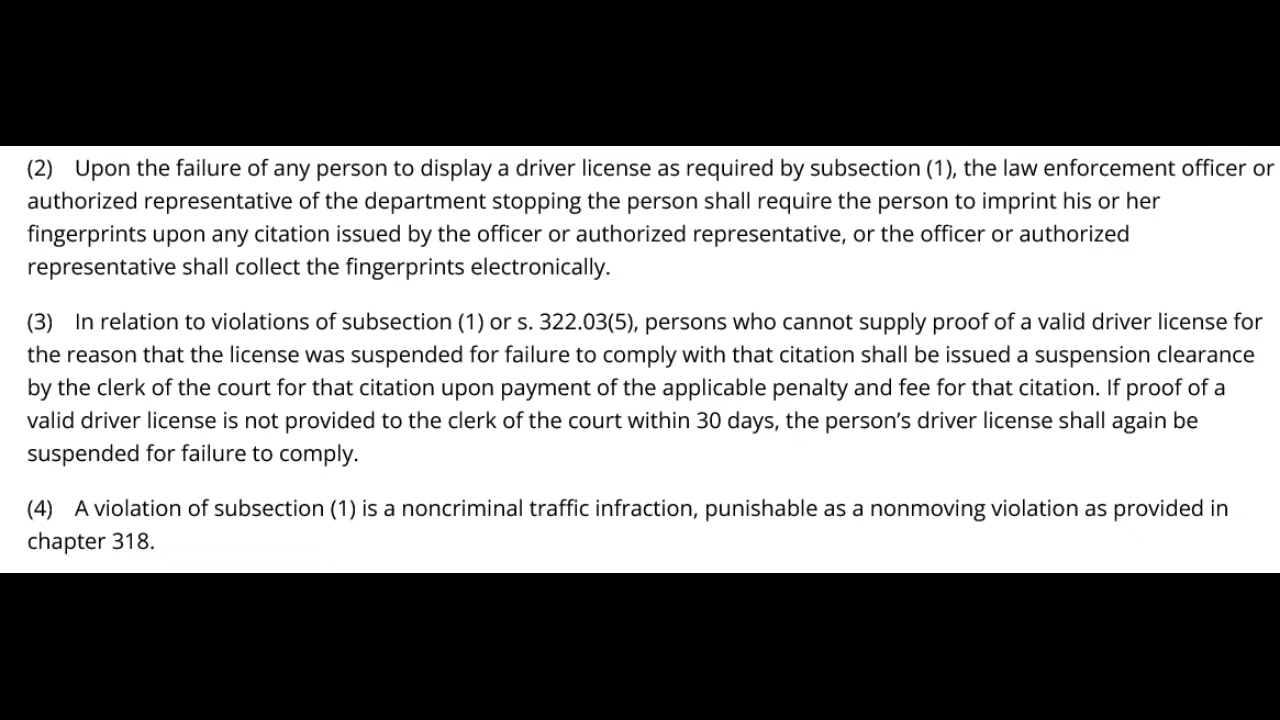 (2) Upon the failure of any person to display a driver license as required by subsection (1), the law enforcement officer or
authorized representative of the department stopping the person shall require the person to imprint his or her
fingerprints upon any citation issued by the officer or authorized representative, or the officer or authorized
representative shall collect the fingerprints electronically.
(3) In relation to violations of subsection (1) or s. 322.03(5), persons who cannot supply proof of a valid driver license for
the reason that the license was suspended for failure to comply with that citation shall be issued a suspension clearance
by the clerk of the court for that citation upon payment of the applicable penalty and fee for that citation. If proof of a
valid driver license is not provided to the clerk of the court within 30 days, the person’s driver license shall again be
suspended for failure to comply.
(4) A violation of subsection (1) is a noncriminal traffic infraction, punishable as a nonmoving violation as provided in
chapter 318.